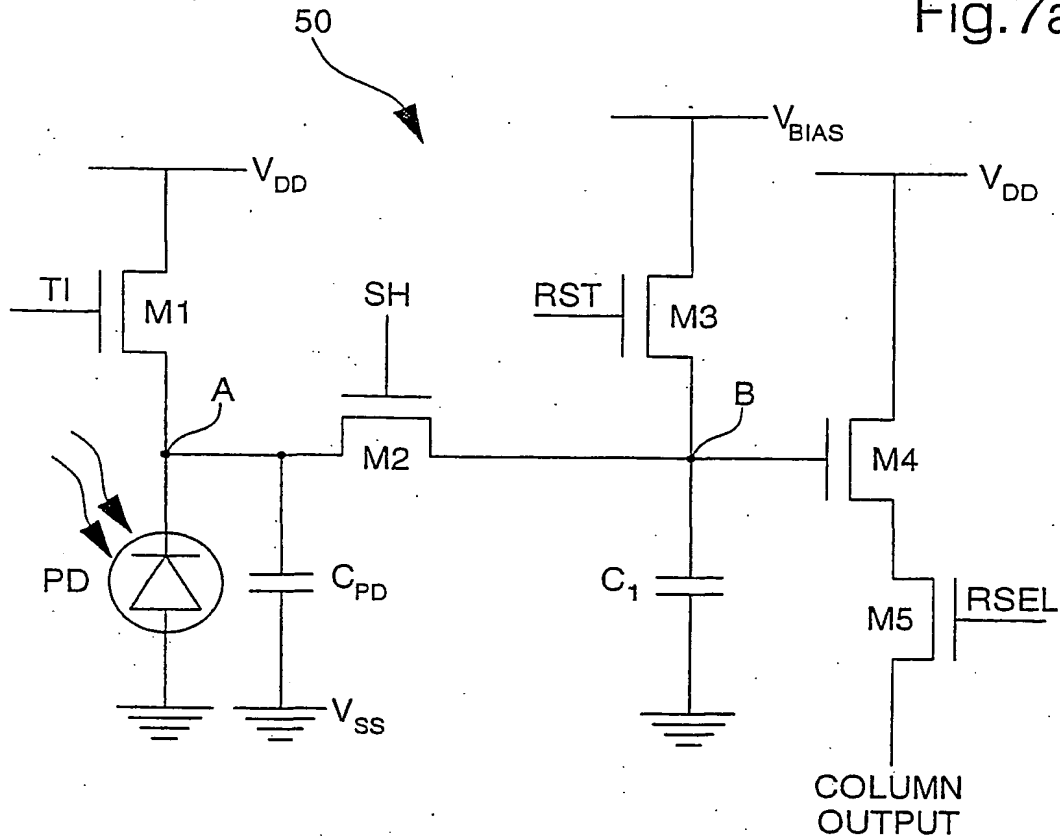 Fig.7a
50
V_BIAS
V_DD
V_DD
TI
M1
SH
RST
M3
A
B
M2
M4
PD
C_PD
C_1
M5
RSEL
V_SS
COLUMN
OUTPUT